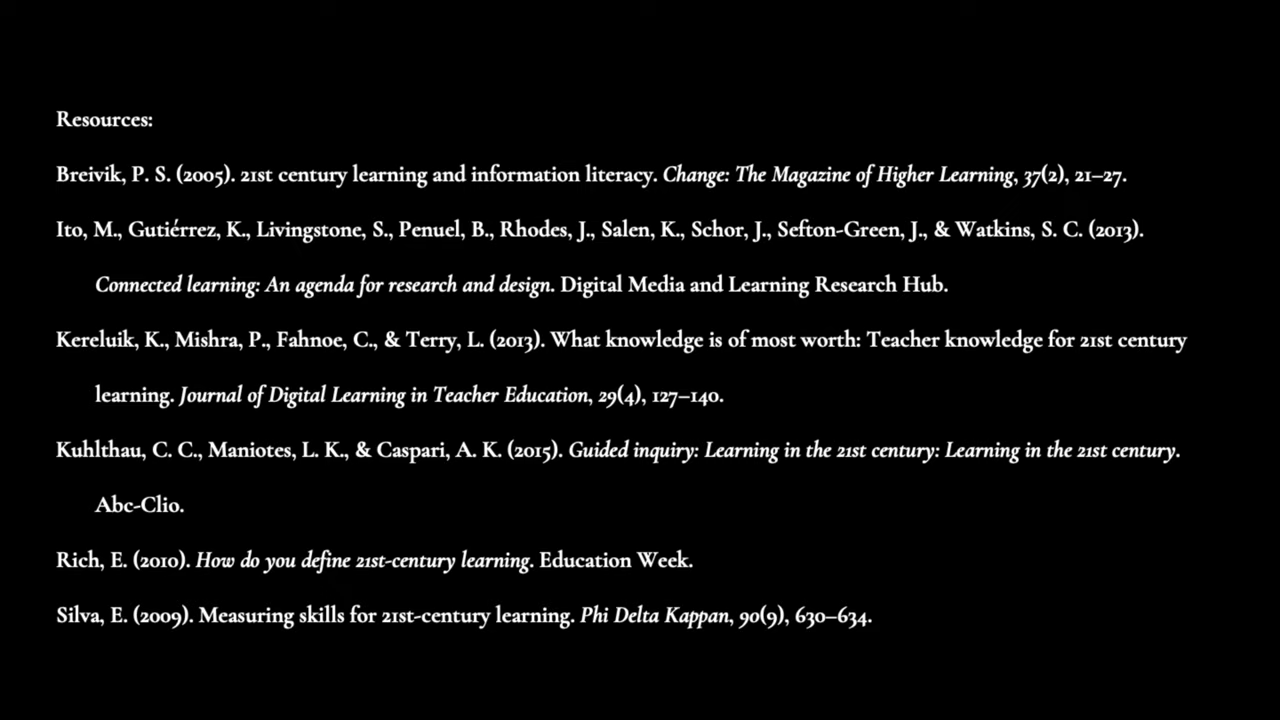 Resources:
Breivik, P. S. (2005). 21st century learning and information literacy. Change: The Magazine of Higher Learning, 37(2), 21–27.
Ito, M., Gutiérrez, K., Livingstone, S., Penuel, B., Rhodes, J., Salen, K., Schor, J., Sefton-Green, J., & Watkins, S. C. (2013).
Connected learning: An agenda for research and design. Digital Media and Learning Research Hub.
Kereluik, K., Mishra, P., Fahnoe, C., & Terry, L. (2013). What knowledge is of most worth: Teacher knowledge for 21st century
learning. Journal of Digital Learning in Teacher Education, 29(4), 127–140.
Kuhlthau, C. C., Maniotes, L. K., & Caspari, A. K. (2015). Guided inquiry: Learning in the 21st century: Learning in the 21st century.
Abc-Clio.
Rich, E. (2010). How do you define 21st-century learning. Education Week.
Silva, E. (2009). Measuring skills for 21st-century learning. Phi Delta Kappan, 90(9), 630–634.